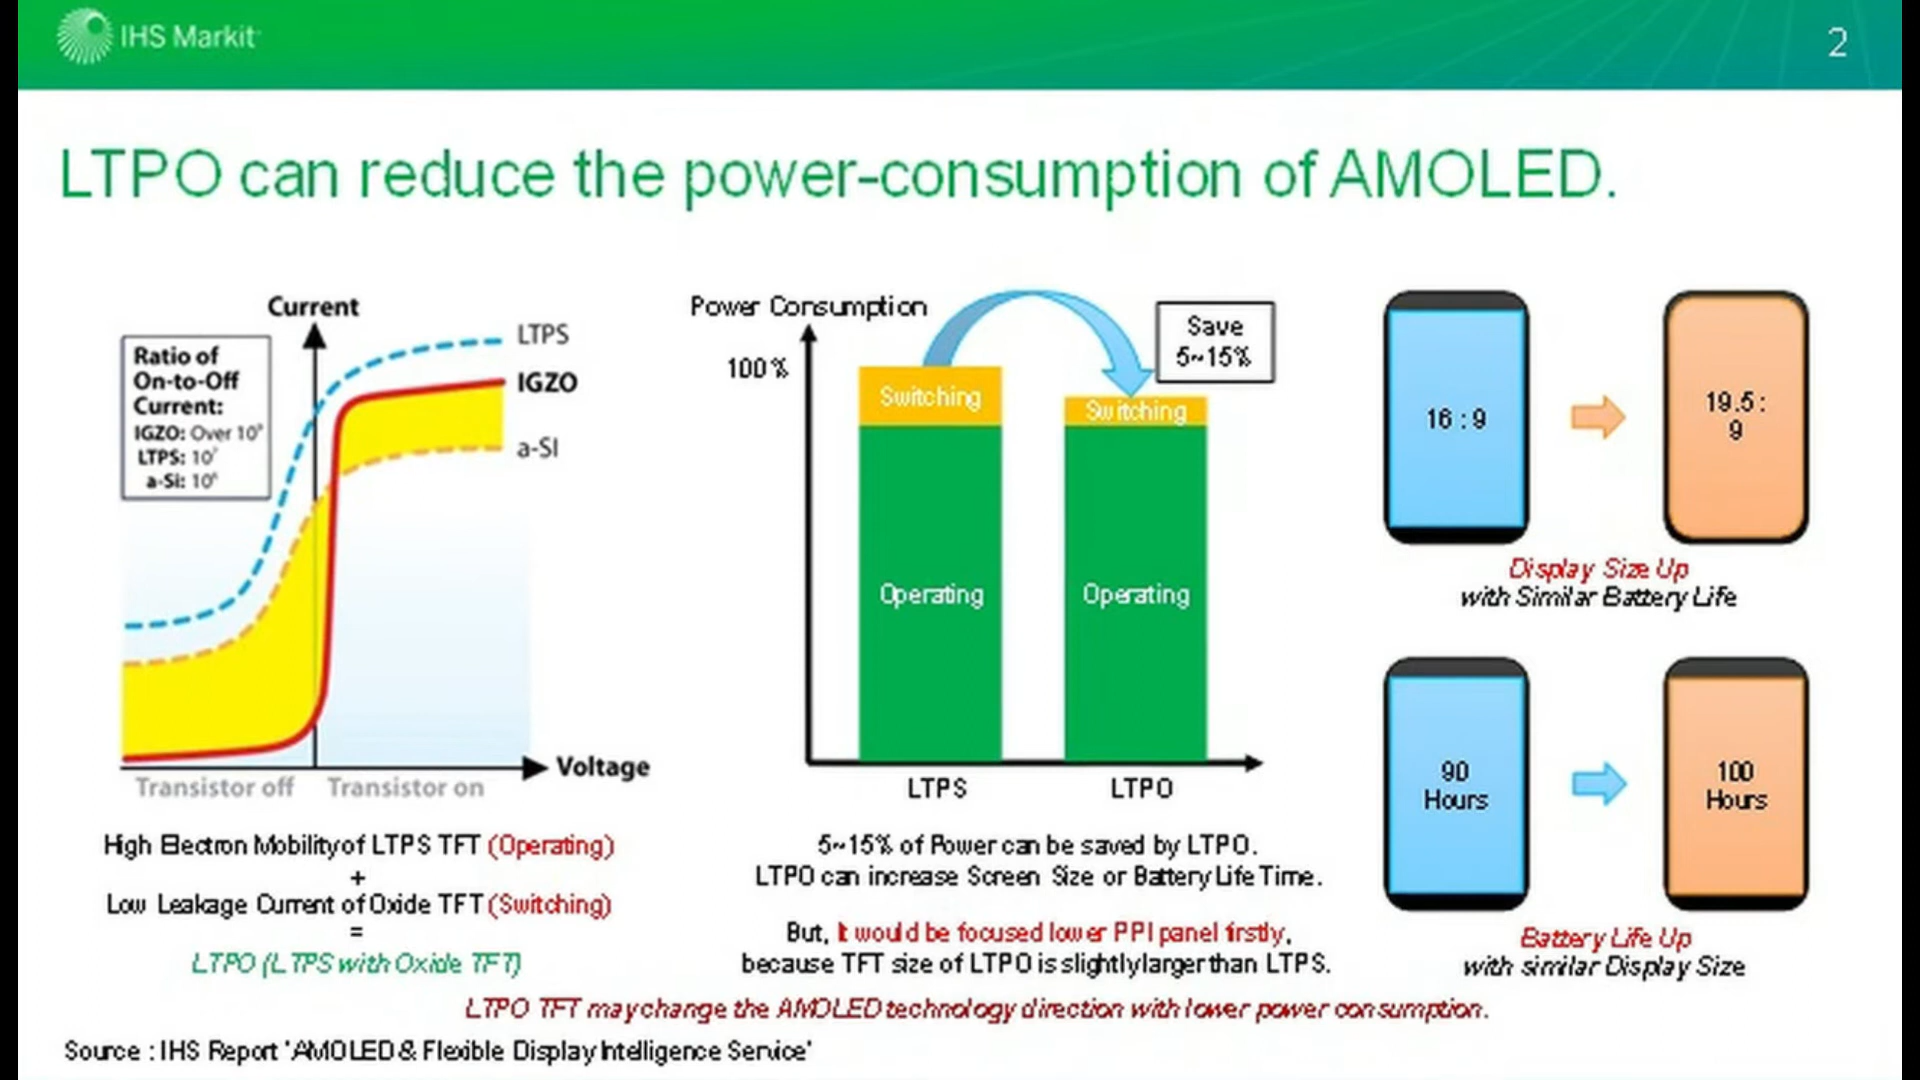 IHS Markit
2
LTPO can reduce the power-consumption of AMOLED.
Current
Ratio of
On-to-Off
Current:
IGZO: Over 10⁹
LTPS: 10⁷
a-Si: 10⁶
LTPS
IGZO
a-SI
Voltage
Transistor off
Transistor on
High Electron Mobility of LTPS TFT (Operating)
+
Low Leakage Current of Oxide TFT (Switching)
=
LTPO (LTPS with Oxide TFT)
Power Consumption
100%
Save
5~15%
Switching
Switching
Operating
Operating
LTPS
LTPO
5~15% of Power can be saved by LTPO.
LTPO can increase Screen Size or Battery Life Time.
But, It would be focused lower PPI panel firstly,
because TFT size of LTPO is slightly larger than LTPS.
16 : 9
19.5 :
9
Display Size Up
with Similar Battery Life
90
Hours
100
Hours
Battery Life Up
with similar Display Size
LTPO TFT may change the AMOLED technology direction with lower power consumption.
Source : IHS Report 'AMOLED & Flexible Display Intelligence Service'